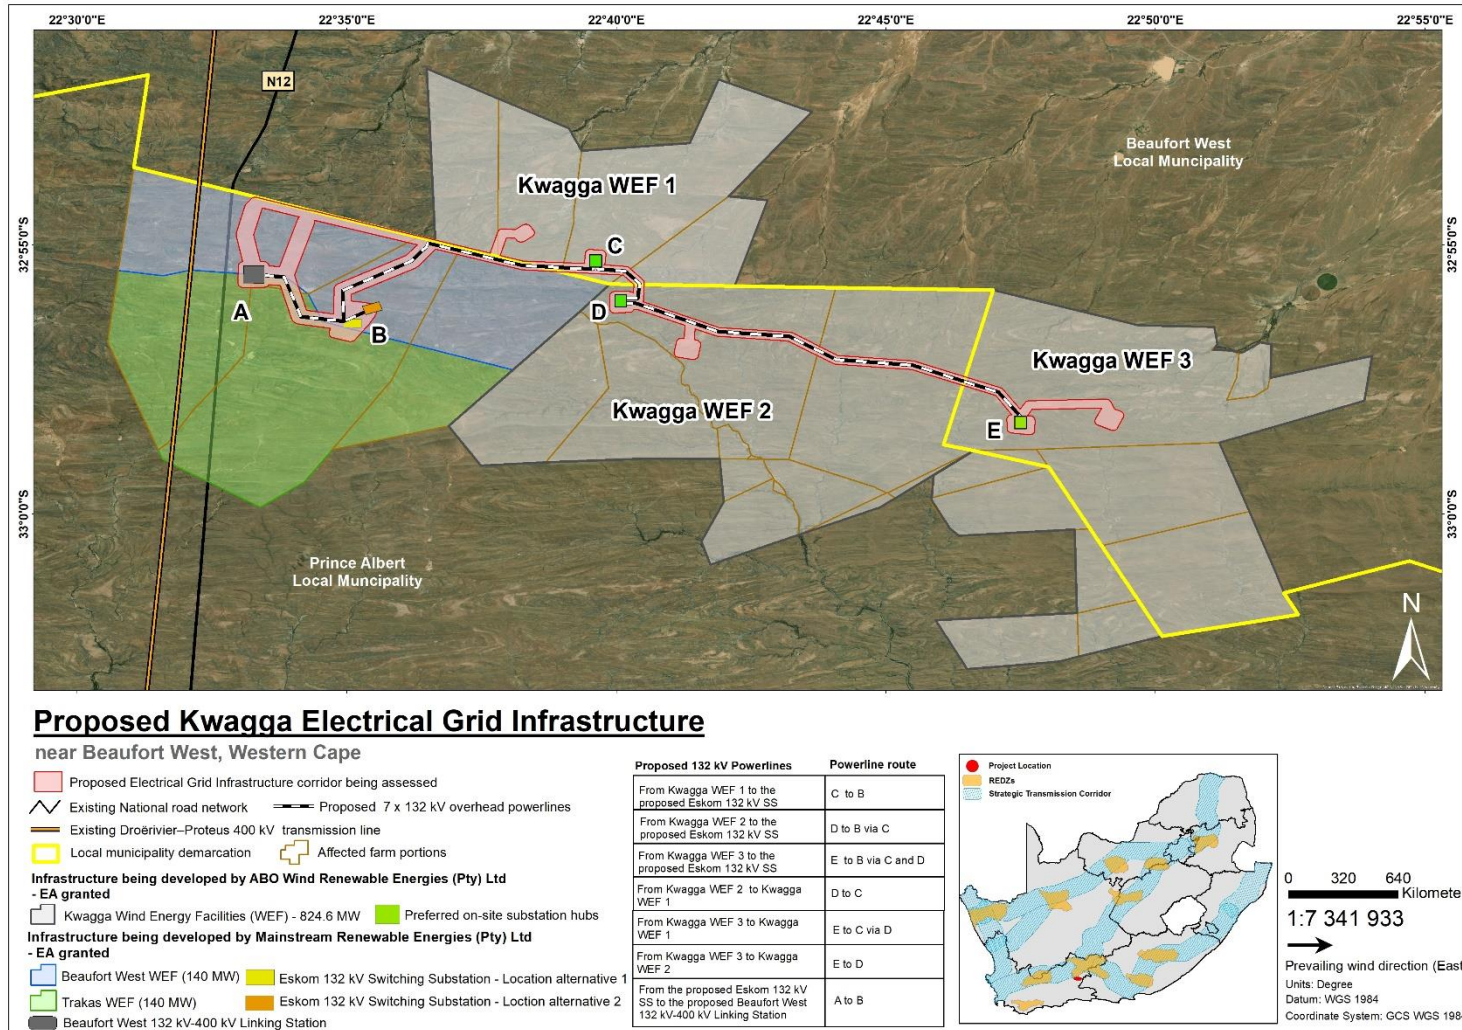 22°30'0"E
22°35'0"E
22°40'0"E
22°45'0"E
22°50'0"E
22°55'0"E
N12
Beaufort West
Local Muncipality
Kwagga WEF 1
32°55'0"S
32°55'0"S
C
A
D
B
Kwagga WEF 3
Kwagga WEF 2
E
33°0'0"S
33°0'0"S
Prince Albert
Local Muncipality
N
Proposed Kwagga Electrical Grid Infrastructure
near Beaufort West, Western Cape
Proposed Electrical Grid Infrastructure corridor being assessed
Existing National road network
Proposed 7 x 132 kV overhead powerlines
Existing Droërivier–Proteus 400 kV transmission line
Local municipality demarcation
Affected farm portions
Infrastructure being developed by ABO Wind Renewable Energies (Pty) Ltd
- EA granted
Kwagga Wind Energy Facilities (WEF) - 824.6 MW
Preferred on-site substation hubs
Infrastructure being developed by Mainstream Renewable Energies (Pty) Ltd
- EA granted
Beaufort West WEF (140 MW)
Eskom 132 kV Switching Substation - Location alternative 1
Trakas WEF (140 MW)
Eskom 132 kV Switching Substation - Loction alternative 2
Beaufort West 132 kV-400 kV Linking Station
Proposed 132 kV Powerlines
Powerline route
From Kwagga WEF 1 to the
proposed Eskom 132 kV SS
C to B
From Kwagga WEF 2 to the
proposed Eskom 132 kV SS
D to B via C
From Kwagga WEF 3 to the
proposed Eskom 132 kV SS
E to B via C and D
From Kwagga WEF 2 to Kwagga
WEF 1
D to C
From Kwagga WEF 3 to Kwagga
WEF 1
E to C via D
From Kwagga WEF 3 to Kwagga
WEF 2
E to D
From the proposed Eskom 132 kV
SS to the proposed Beaufort West
132 kV-400 kV Linking Station
A to B
Project Location
REDZs
Strategic Transmission Corridor
0 320 640
Kilomete
1:7 341 933
Prevailing wind direction (East
Units: Degree
Datum: WGS 1984
Coordinate System: GCS WGS 198